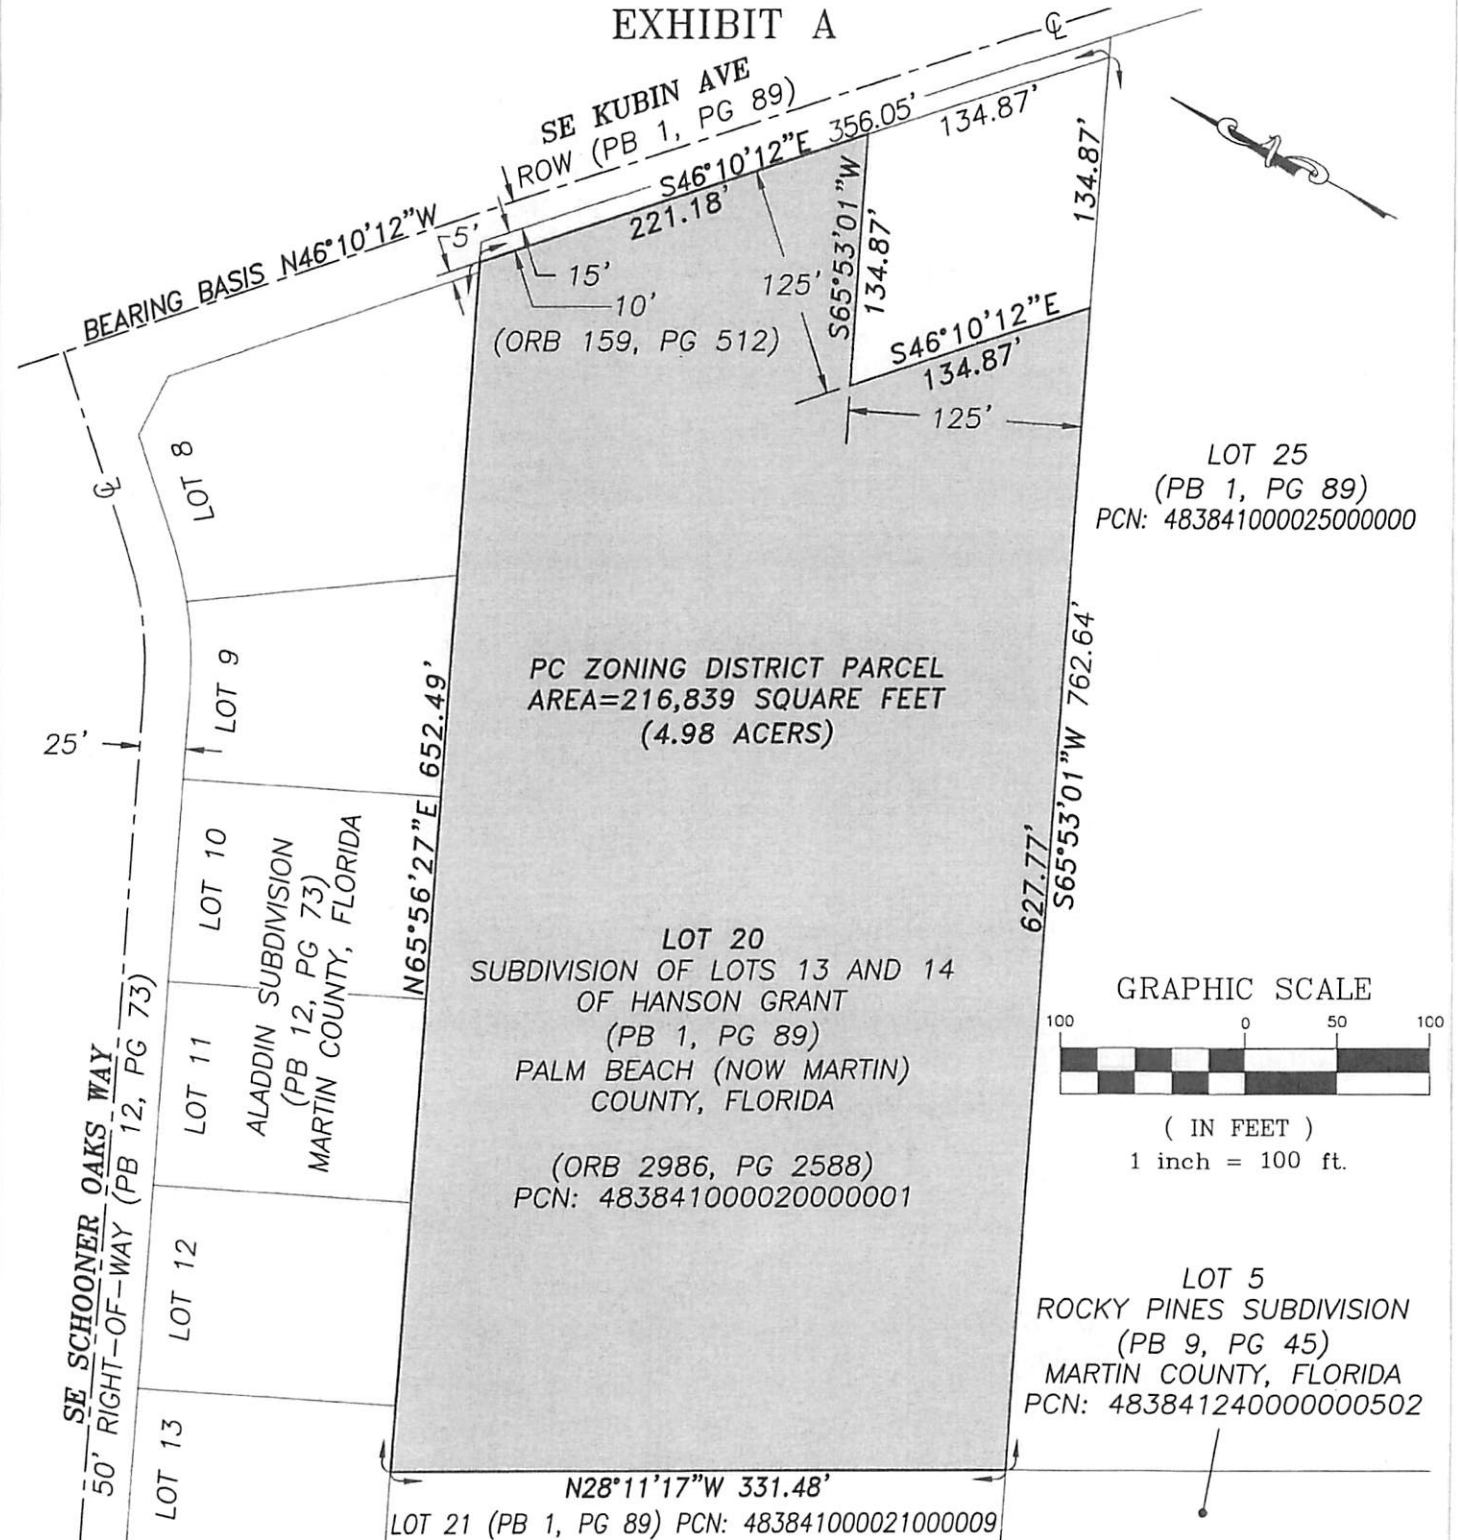 EXHIBIT A
SE KUBIN AVE
ROW (PB 1, PG 89)
BEARING BASIS N46°10'12"W
S46°10'12"E 356.05'
221.18'
134.87'
134.87'
5'
15'
10'
(ORB 159, PG 512)
125'
S65°53'01"W
134.87'
S46°10'12"E
134.87'
125'
LOT 25
(PB 1, PG 89)
PCN: 483841000025000000
LOT 8
LOT 9
25'
LOT 10
LOT 11
LOT 12
LOT 13
ALADDIN SUBDIVISION
(PB 12, PG 73)
MARTIN COUNTY, FLORIDA
SE SCHOONER OAKS WAY
50' RIGHT-OF-WAY (PB 12, PG 73)
N65°56'27"E 652.49'
PC ZONING DISTRICT PARCEL
AREA=216,839 SQUARE FEET
(4.98 ACERS)
627.77'
S65°53'01"W 762.64'
LOT 20
SUBDIVISION OF LOTS 13 AND 14
OF HANSON GRANT
(PB 1, PG 89)
PALM BEACH (NOW MARTIN)
COUNTY, FLORIDA
(ORB 2986, PG 2588)
PCN: 483841000020000001
GRAPHIC SCALE
100 0 50 100
( IN FEET )
1 inch = 100 ft.
LOT 5
ROCKY PINES SUBDIVISION
(PB 9, PG 45)
MARTIN COUNTY, FLORIDA
PCN: 483841240000000502
N28°11'17"W 331.48'
LOT 21 (PB 1, PG 89) PCN: 483841000021000009